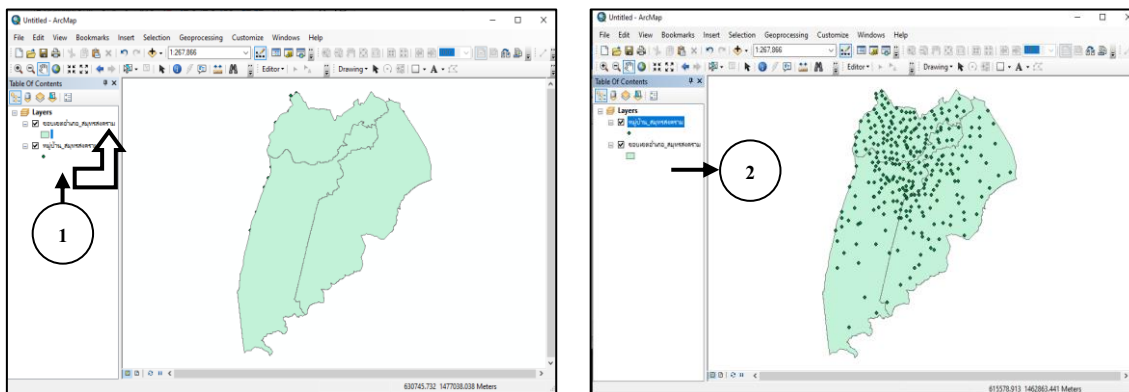 Untitled - ArcMap
File Edit View Bookmarks Insert Selection Geoprocessing Customize Windows Help
1:267,866
Editor
Drawing
A
Table Of Contents
Layers
ขอบเขตอำเภอ_สมุทรสงคราม
หมู่บ้าน_สมุทรสงคราม
1
630745.732 1477038.038 Meters
Untitled - ArcMap
File Edit View Bookmarks Insert Selection Geoprocessing Customize Windows Help
1:267,866
Editor
Drawing
A
Table Of Contents
Layers
หมู่บ้าน_สมุทรสงคราม
ขอบเขตอำเภอ_สมุทรสงคราม
2
615578.913 1462863.441 Meters